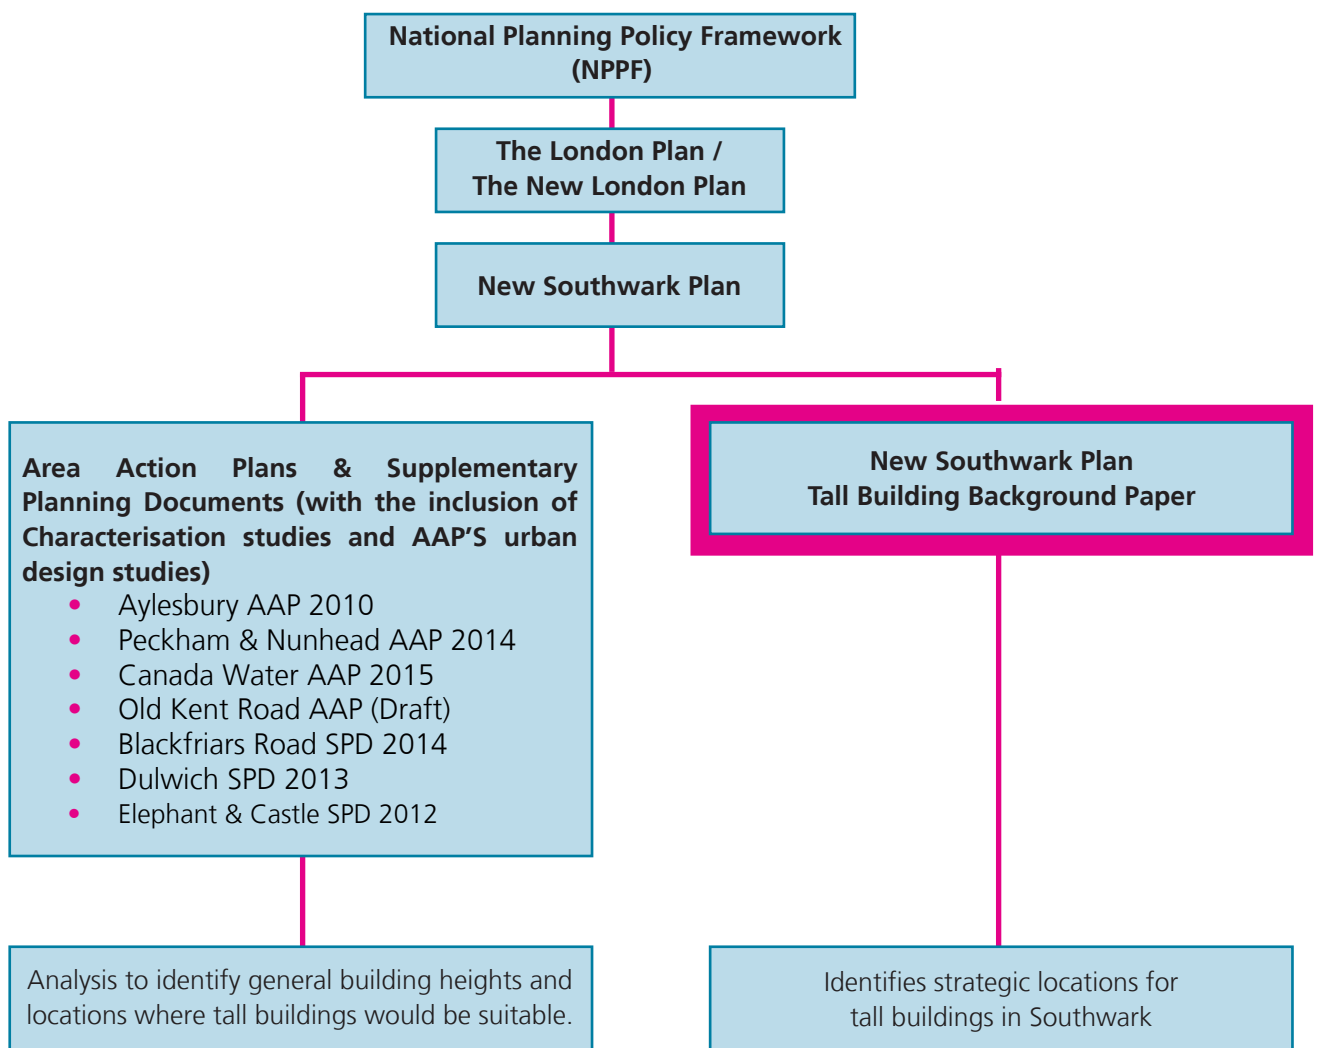 National Planning Policy Framework
(NPPF)
The London Plan /
The New London Plan
New Southwark Plan
Area Action Plans & Supplementary
Planning Documents (with the inclusion of
Characterisation studies and AAP'S urban
design studies)
• Aylesbury AAP 2010
• Peckham & Nunhead AAP 2014
• Canada Water AAP 2015
• Old Kent Road AAP (Draft)
• Blackfriars Road SPD 2014
• Dulwich SPD 2013
• Elephant & Castle SPD 2012
New Southwark Plan
Tall Building Background Paper
Analysis to identify general building heights and
locations where tall buildings would be suitable.
Identifies strategic locations for
tall buildings in Southwark